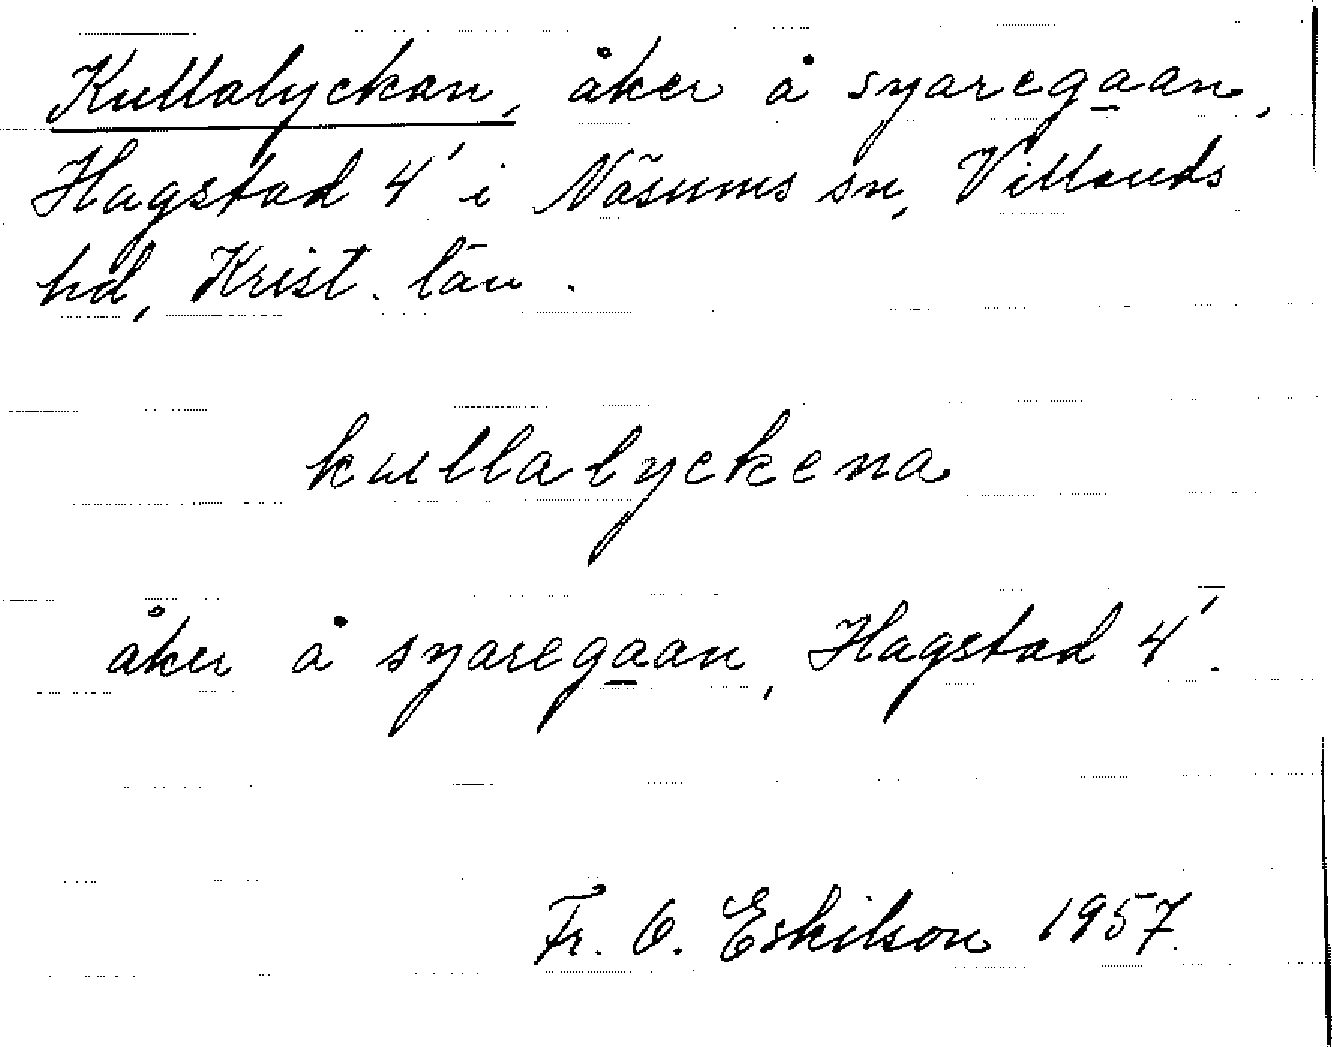 Kullalyckan, åker å syaregaan,
Hagstad 4' i Näsums sn, Villands
hd, Krist. län.
kullalyckena
åker å syaregaan, Hagstad 4'.
Fr. O. Eskilson 1957.